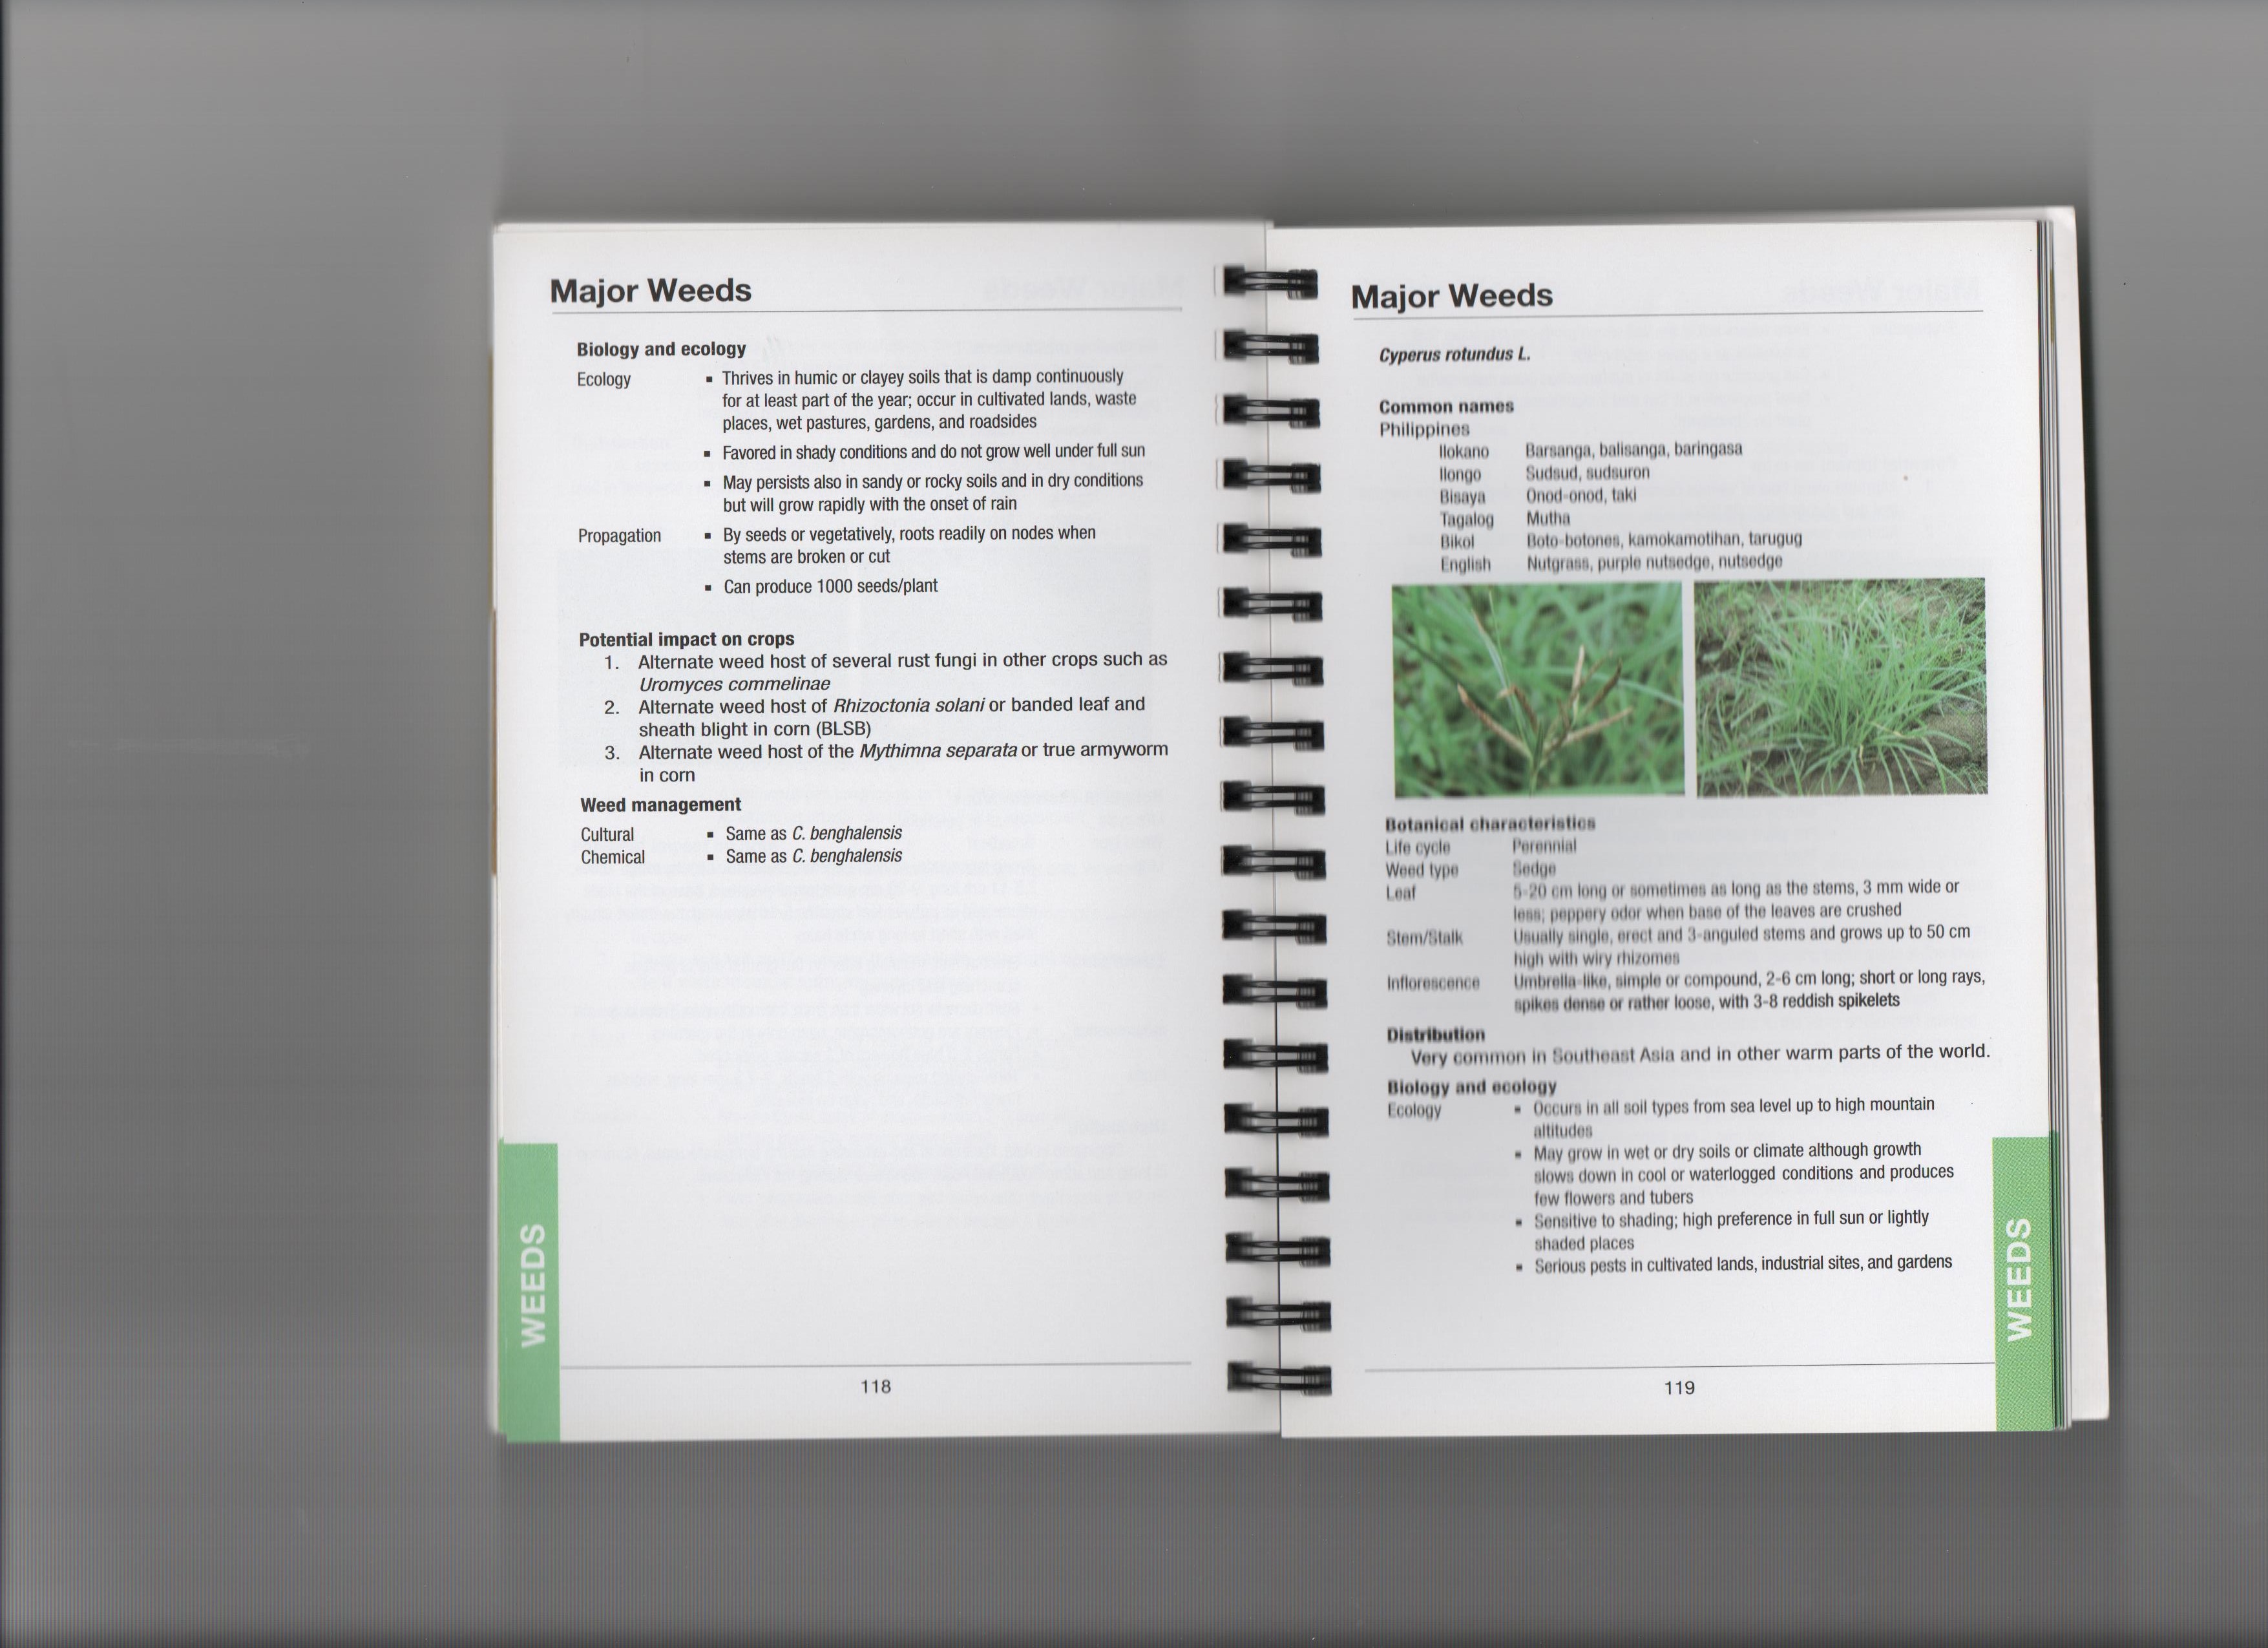 Major Weeds
Biology and ecology
Ecology ▪ Thrives in humic or clayey soils that is damp continuously
for at least part of the year; occur in cultivated lands, waste
places, wet pastures, gardens, and roadsides
▪ Favored in shady conditions and do not grow well under full sun
▪ May persists also in sandy or rocky soils and in dry conditions
but will grow rapidly with the onset of rain
Propagation ▪ By seeds or vegetatively, roots readily on nodes when
stems are broken or cut
▪ Can produce 1000 seeds/plant
Potential impact on crops
1. Alternate weed host of several rust fungi in other crops such as
Uromyces commelinae
2. Alternate weed host of Rhizoctonia solani or banded leaf and
sheath blight in corn (BLSB)
3. Alternate weed host of the Mythimna separata or true armyworm
in corn
Weed management
Cultural ▪ Same as C. benghalensis
Chemical ▪ Same as C. benghalensis
WEEDS
118
Major Weeds
Cyperus rotundus L.
Common names
Philippines
Ilokano Barsanga, balisanga, baringasa
Ilongo Sudsud, sudsuron
Bisaya Onod-onod, taki
Tagalog Mutha
Bikol Boto-botones, kamokamotihan, tarugug
English Nutgrass, purple nutsedge, nutsedge
Botanical characteristics
Life cycle Perennial
Weed type Sedge
Leaf 5-20 cm long or sometimes as long as the stems, 3 mm wide or
less; peppery odor when base of the leaves are crushed
Stem/Stalk Usually single, erect and 3-anguled stems and grows up to 50 cm
high with wiry rhizomes
Inflorescence Umbrella-like, simple or compound, 2-6 cm long; short or long rays,
spikes dense or rather loose, with 3-8 reddish spikelets
Distribution
Very common in Southeast Asia and in other warm parts of the world.
Biology and ecology
Ecology ▪ Occurs in all soil types from sea level up to high mountain
altitudes
▪ May grow in wet or dry soils or climate although growth
slows down in cool or waterlogged conditions and produces
few flowers and tubers
▪ Sensitive to shading; high preference in full sun or lightly
shaded places
▪ Serious pests in cultivated lands, industrial sites, and gardens
WEEDS
119